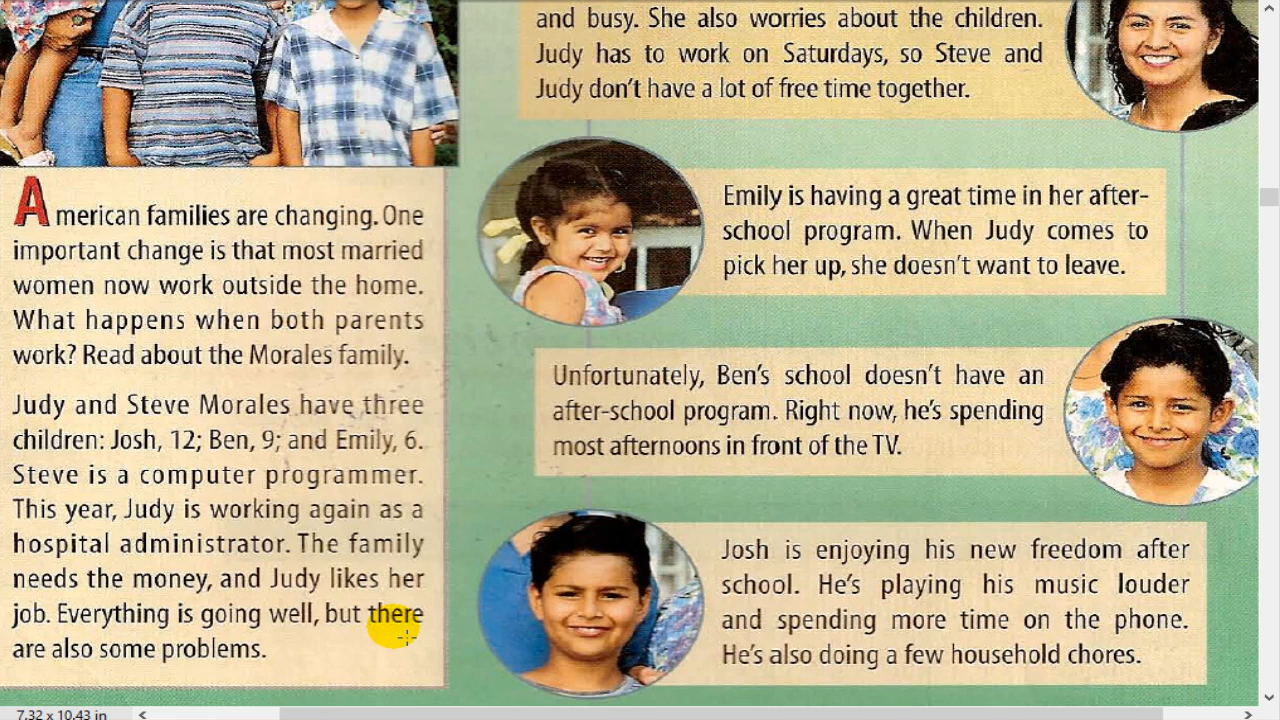 American families are changing. One
important change is that most married
women now work outside the home.
What happens when both parents
work? Read about the Morales family.
Judy and Steve Morales have three
children: Josh, 12; Ben, 9; and Emily, 6.
Steve is a computer programmer.
This year, Judy is working again as a
hospital administrator. The family
needs the money, and Judy likes her
job. Everything is going well, but there
are also some problems.
and busy. She also worries about the children.
Judy has to work on Saturdays, so Steve and
Judy don't have a lot of free time together.
Emily is having a great time in her after-
school program. When Judy comes to
pick her up, she doesn't want to leave.
Unfortunately, Ben's school doesn't have an
after-school program. Right now, he's spending
most afternoons in front of the TV.
Josh is enjoying his new freedom after
school. He's playing his music louder
and spending more time on the phone.
He's also doing a few household chores.
7.32 x 10.43 in